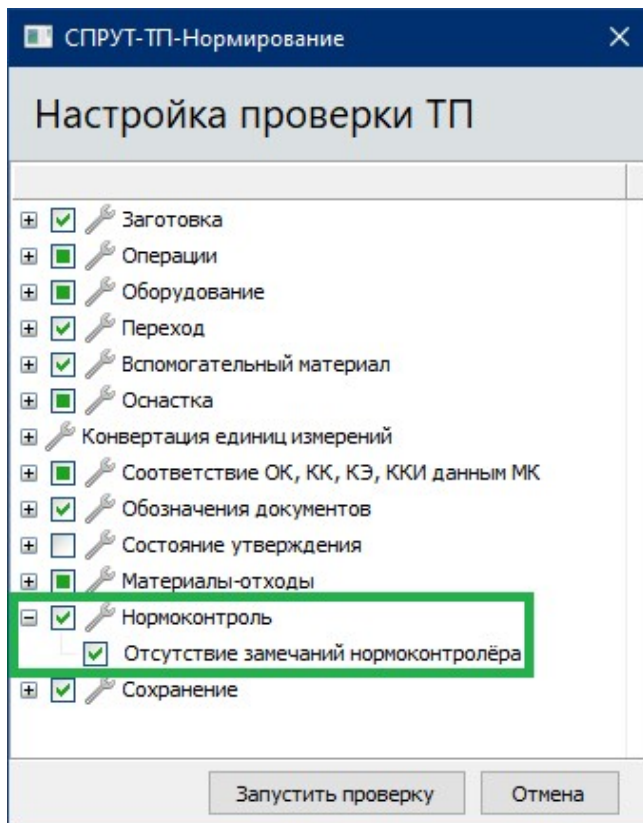 СПРУТ-ТП-Нормирование
Настройка проверки ТП
Заготовка
Операции
Оборудование
Переход
Вспомогательный материал
Оснастка
Конвертация единиц измерений
Соответствие ОК, КК, КЭ, ККИ данным МК
Обозначения документов
Состояние утверждения
Материалы-отходы
Нормоконтроль
Отсутствие замечаний нормоконтролёра
Сохранение
Запустить проверку Отмена